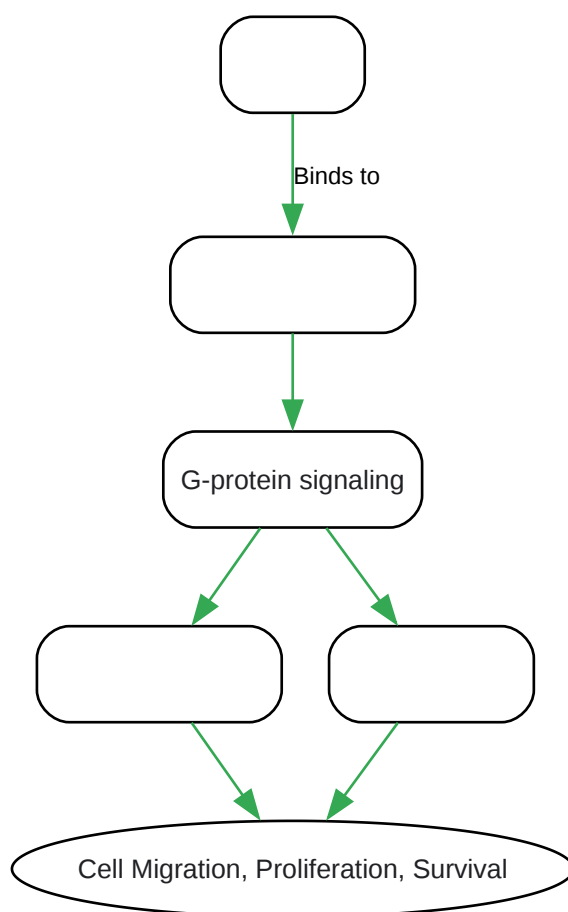 Binds to
G-protein signaling
Cell Migration, Proliferation, Survival